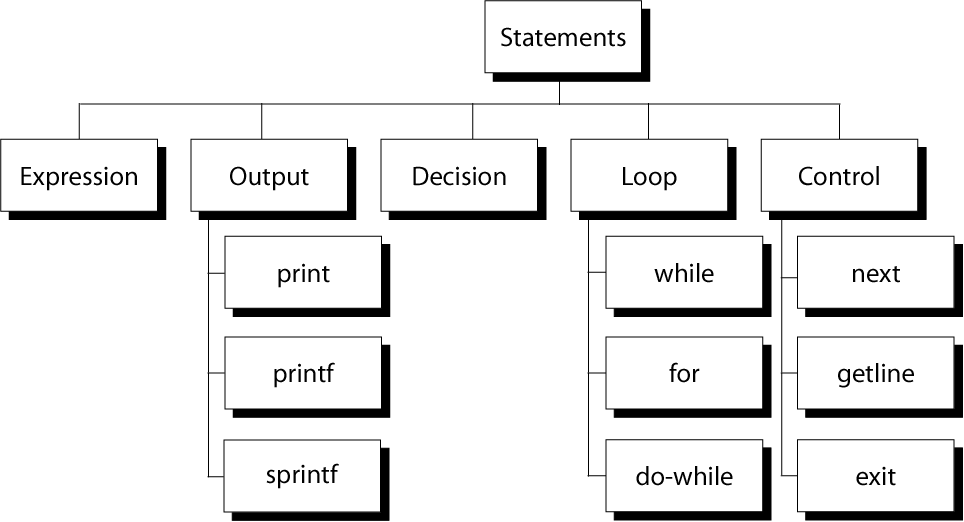 Statements
Expression
Output
Decision
Loop
Control
print
while
next
printf
for
getline
sprintf
do-while
exit